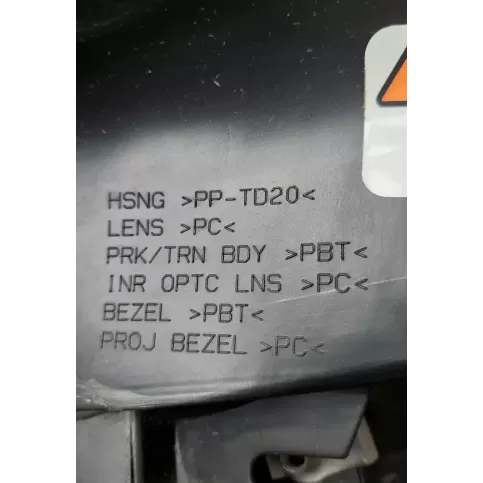 HSNG >PP-TD20<
LENS >PC<
PRK/TRN BDY >PBT<
INR OPTC LNS >PC<
BEZEL >PBT<
PROJ BEZEL >PC<